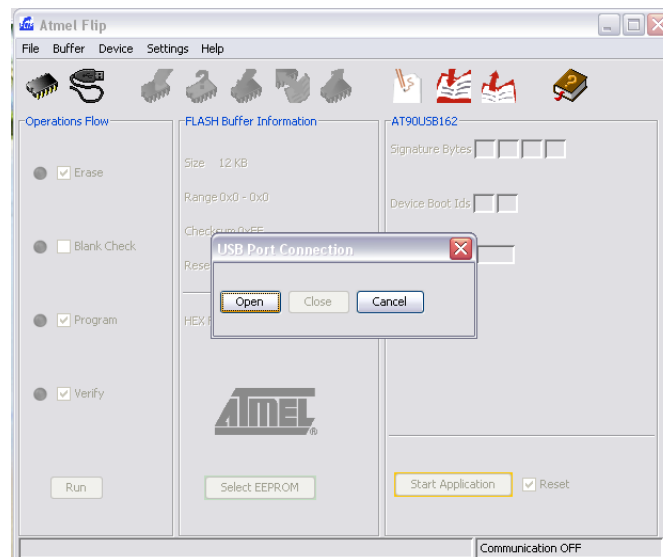 Atmel Flip
File Buffer Device Settings Help
Operations Flow
Erase
Blank Check
Program
Verify
Run
FLASH Buffer Information
Size 12 KB
Range 0x0 - 0x0
Checksum 0xFF
Rese
HEX F
ATMEL
®
Select EEPROM
AT90USB162
Signature Bytes
Device Boot Ids
Start Application
Reset
USB Port Connection
Open Close Cancel
Communication OFF